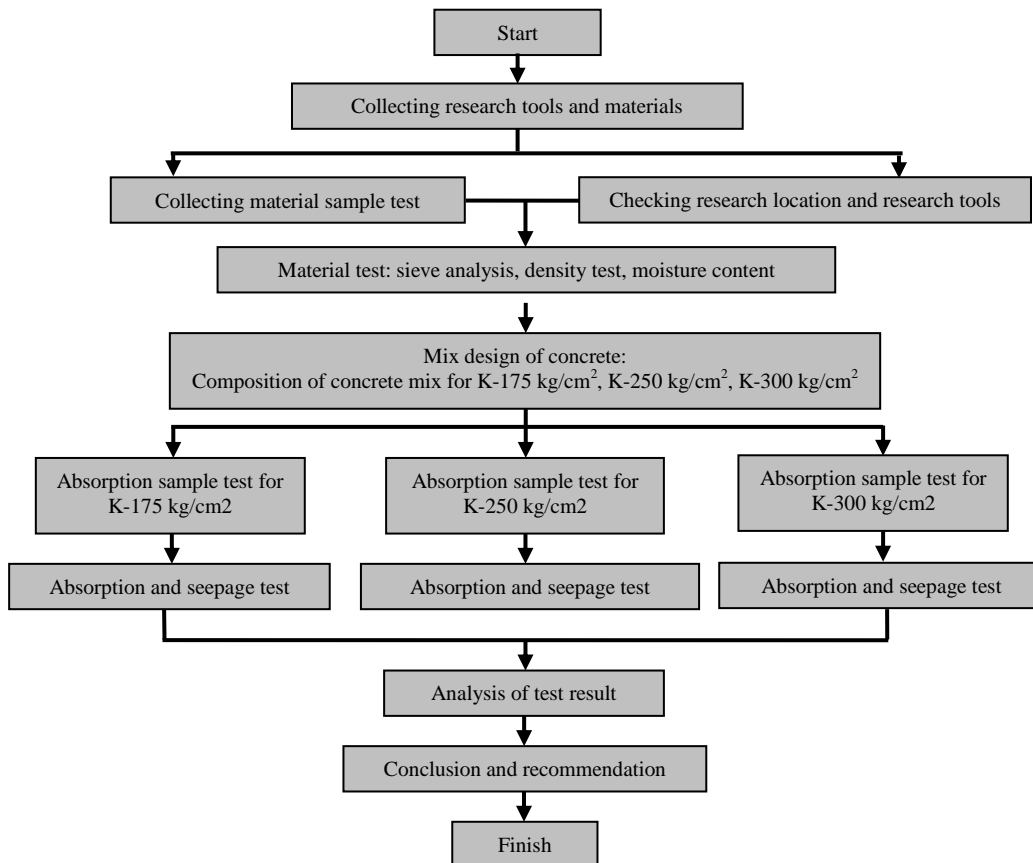 Start
Collecting research tools and materials
Collecting material sample test
Checking research location and research tools
Material test: sieve analysis, density test, moisture content
Mix design of concrete:
Composition of concrete mix for K-175 kg/cm², K-250 kg/cm², K-300 kg/cm²
Absorption sample test for
K-175 kg/cm2
Absorption sample test for
K-250 kg/cm2
Absorption sample test for
K-300 kg/cm2
Absorption and seepage test
Absorption and seepage test
Absorption and seepage test
Analysis of test result
Conclusion and recommendation
Finish